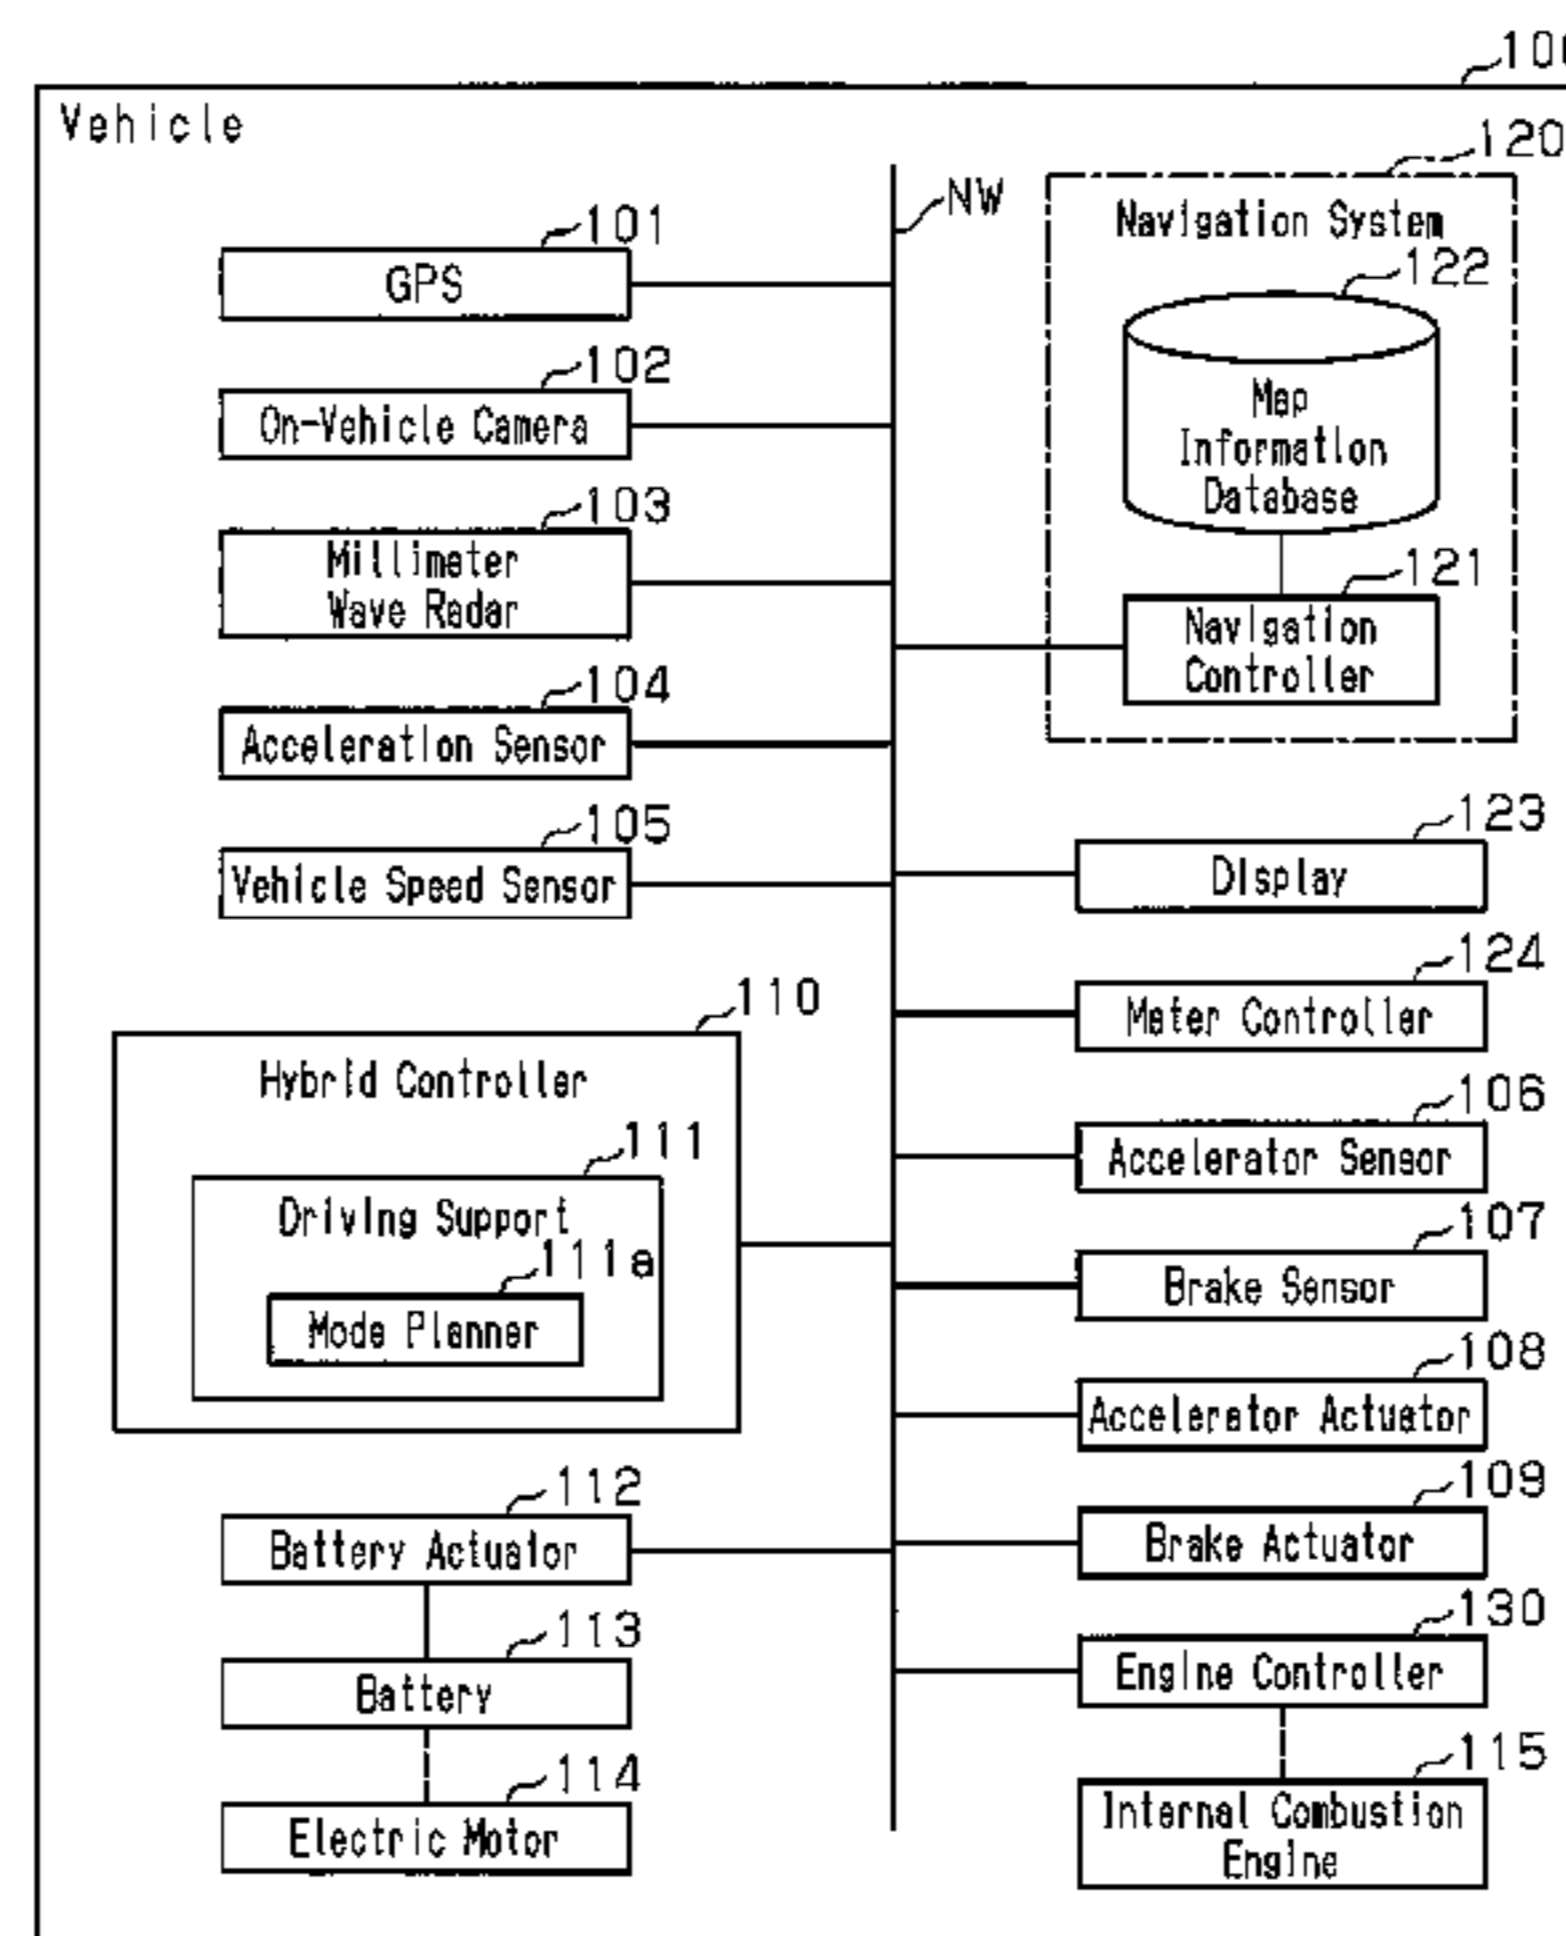 100
Vehicle
120
NW
Navigation System
101
GPS
122
Map
Information
Database
102
On-Vehicle Camera
103
Millimeter
Wave Radar
121
Navigation
Controller
104
Acceleration Sensor
105
Vehicle Speed Sensor
123
Display
124
Meter Controller
110
Hybrid Controller
106
Accelerator Sensor
111
Driving Support
111a
Mode Planner
107
Brake Sensor
108
Accelerator Actuator
112
Battery Actuator
109
Brake Actuator
113
Battery
130
Engine Controller
114
Electric Motor
115
Internal Combustion
Engine